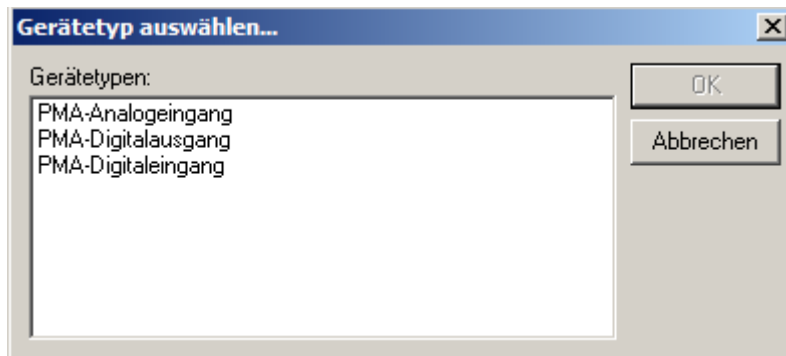 Gerätetyp auswählen...
Gerätetypen:
PMA-Analogeingang
PMA-Digitalausgang
PMA-Digitaleingang
OK
Abbrechen